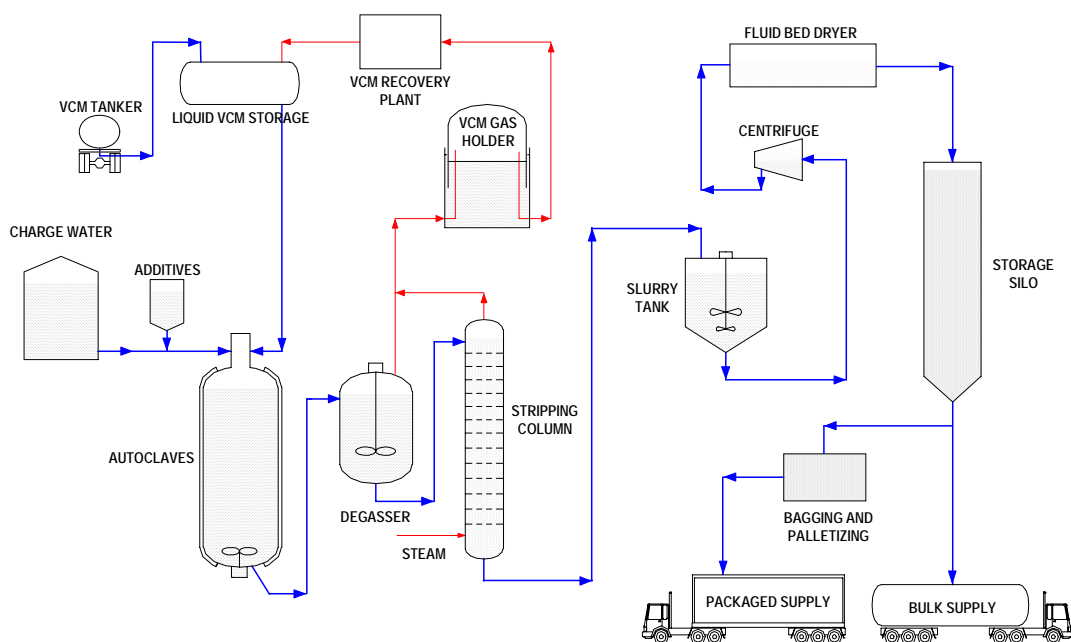 FLUID BED DRYER
VCM RECOVERY
PLANT
VCM TANKER
LIQUID VCM STORAGE
VCM GAS
HOLDER
CENTRIFUGE
CHARGE WATER
ADDITIVES
SLURRY
TANK
STORAGE
SILO
STRIPPING
COLUMN
AUTOCLAVES
DEGASSER
STEAM
BAGGING AND
PALLETIZING
PACKAGED SUPPLY
BULK SUPPLY